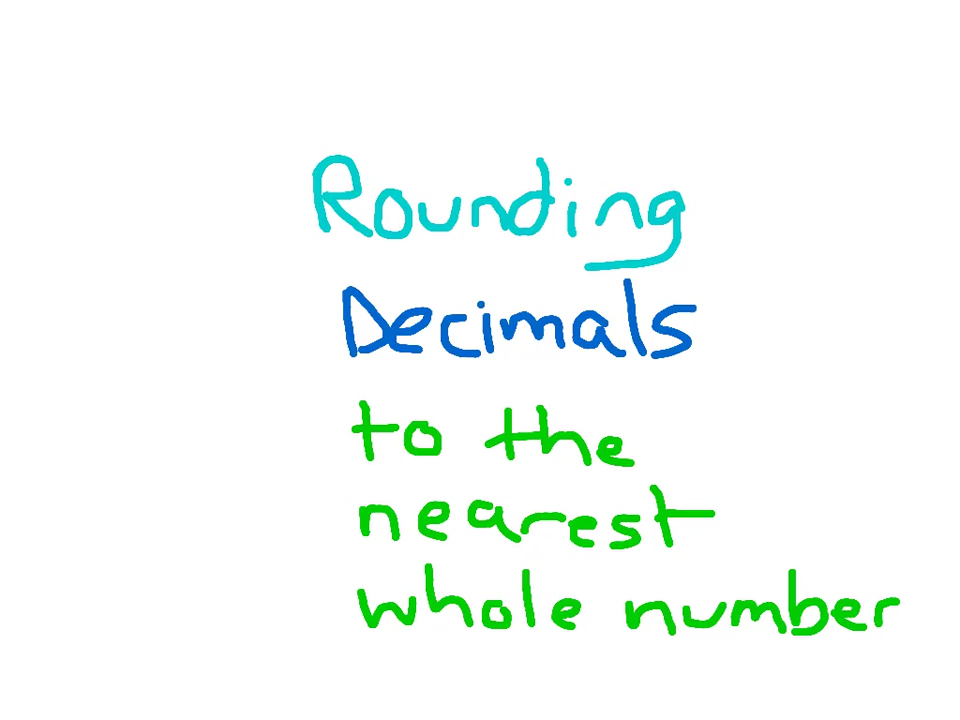 Rounding
Decimals
to the
nearest
whole number